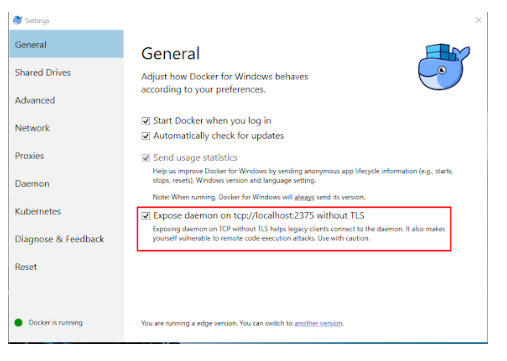 Settings
General
Shared Drives
Advanced
Network
Proxies
Daemon
Kubernetes
Diagnose & Feedback
Reset
Docker is running
General
Adjust how Docker for Windows behaves
according to your preferences.
Start Docker when you log in
Automatically check for updates
Send usage statistics
Help us improve Docker for Windows by sending anonymous app lifecycle information (e.g., starts,
stops, resets), Windows version and language setting.
Note: When running, Docker for Windows will always send its version.
Expose daemon on tcp://localhost:2375 without TLS
Exposing daemon on TCP without TLS helps legacy clients connect to the daemon. It also makes
yourself vulnerable to remote code execution attacks. Use with caution.
You are running a edge version. You can switch to another version.